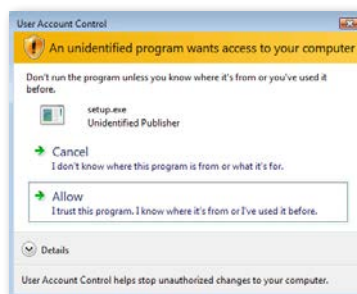 User Account Control
An unidentified program wants access to your computer
Don't run the program unless you know where it's from or you've used it
before.
setup.exe
Unidentified Publisher
Cancel
I don't know where this program is from or what it's for.
Allow
I trust this program. I know where it's from or I've used it before.
Details
User Account Control helps stop unauthorized changes to your computer.